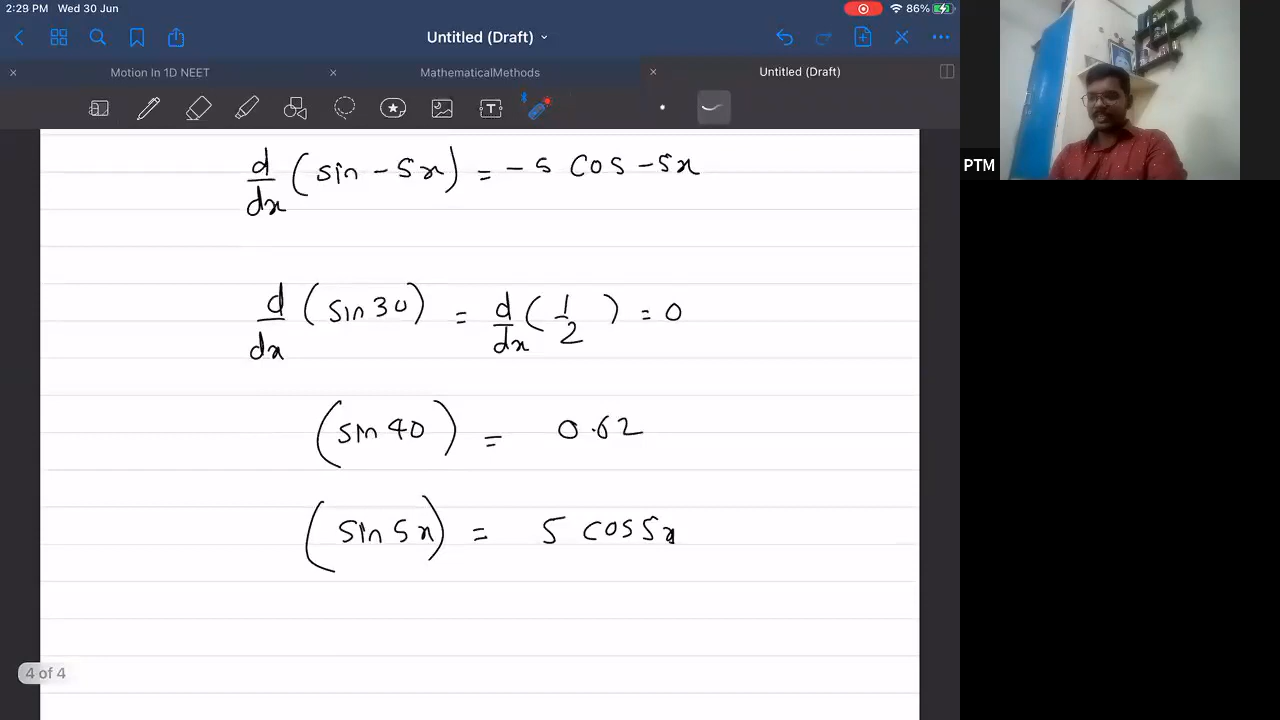 2:29 PM Wed 30 Jun 86%
Untitled (Draft)
Motion In 1D NEET MathematicalMethods Untitled (Draft)
PTM
d/dx (sin - 5x) = - 5 cos - 5x
d/dx (sin 30) = d/dx (1/2) = 0
(sin 40) = 0.62
(sin 5x) = 5 cos 5x
4 of 4